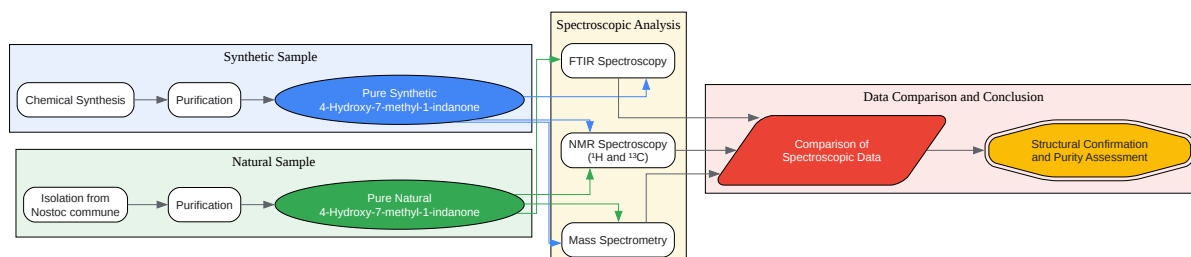 Synthetic Sample
Chemical Synthesis
Purification
Pure Synthetic
4-Hydroxy-7-methyl-1-indanone
Natural Sample
Isolation from
Nostoc commune
Purification
Pure Natural
4-Hydroxy-7-methyl-1-indanone
Spectroscopic Analysis
FTIR Spectroscopy
NMR Spectroscopy
(¹H and ¹³C)
Mass Spectrometry
Data Comparison and Conclusion
Comparison of
Spectroscopic Data
Structural Confirmation
and Purity Assessment